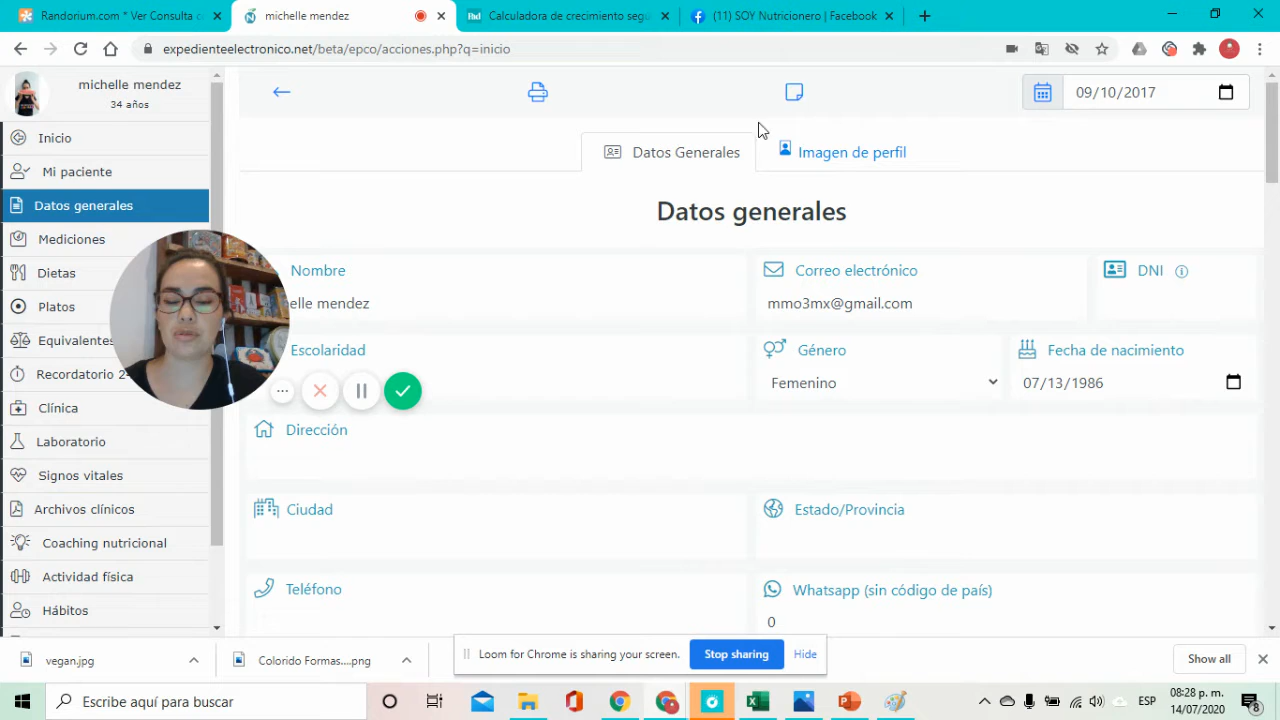 Randorium.com * Ver Consulta c
michelle mendez
Calculadora de crecimiento segu
(11) SOY Nutricionero | Facebook
expedienteelectronico.net/beta/epco/acciones.php?q=inicio
michelle mendez
34 años
09/10/2017
Inicio
Mi paciente
Datos generales
Mediciones
Dietas
Platos
Equivalentes
Recordatorio 2
Clínica
Laboratorio
Signos vitales
Archivos clínicos
Coaching nutricional
Actividad física
Hábitos
Datos Generales
Imagen de perfil
Datos generales
Nombre
elle mendez
Correo electrónico
mmo3mx@gmail.com
DNI
Escolaridad
Género
Femenino
Fecha de nacimiento
07/13/1986
Dirección
Ciudad
Estado/Provincia
Teléfono
Whatsapp (sin código de país)
0
Loom for Chrome is sharing your screen.
Stop sharing
Hide
vegan.jpg
Colorido Formas....png
Show all
Escribe aquí para buscar
ESP
08:28 p. m.
14/07/2020
8